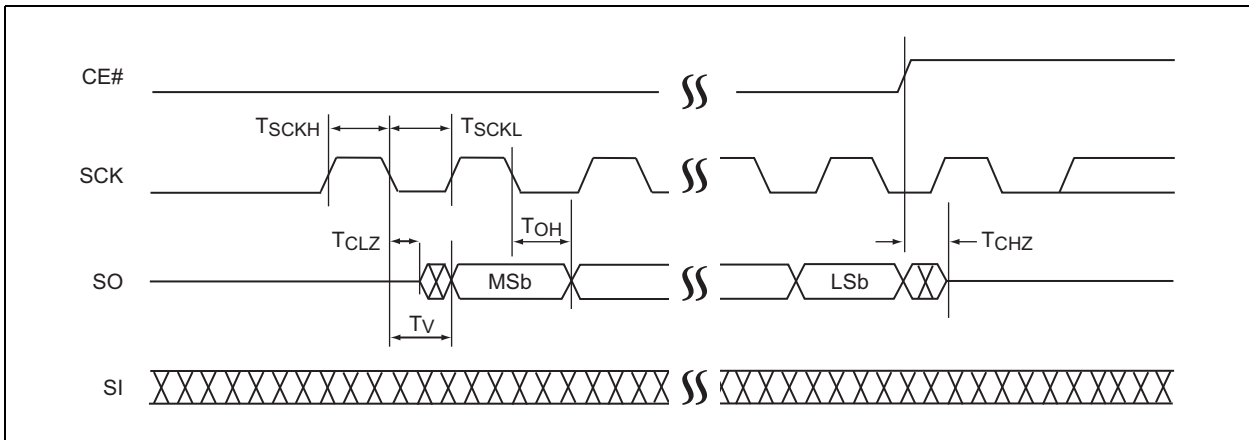 CE#
TSCKH
TSCKL
SCK
TOH
TCLZ
TCHZ
SO
MSb
LSb
TV
SI